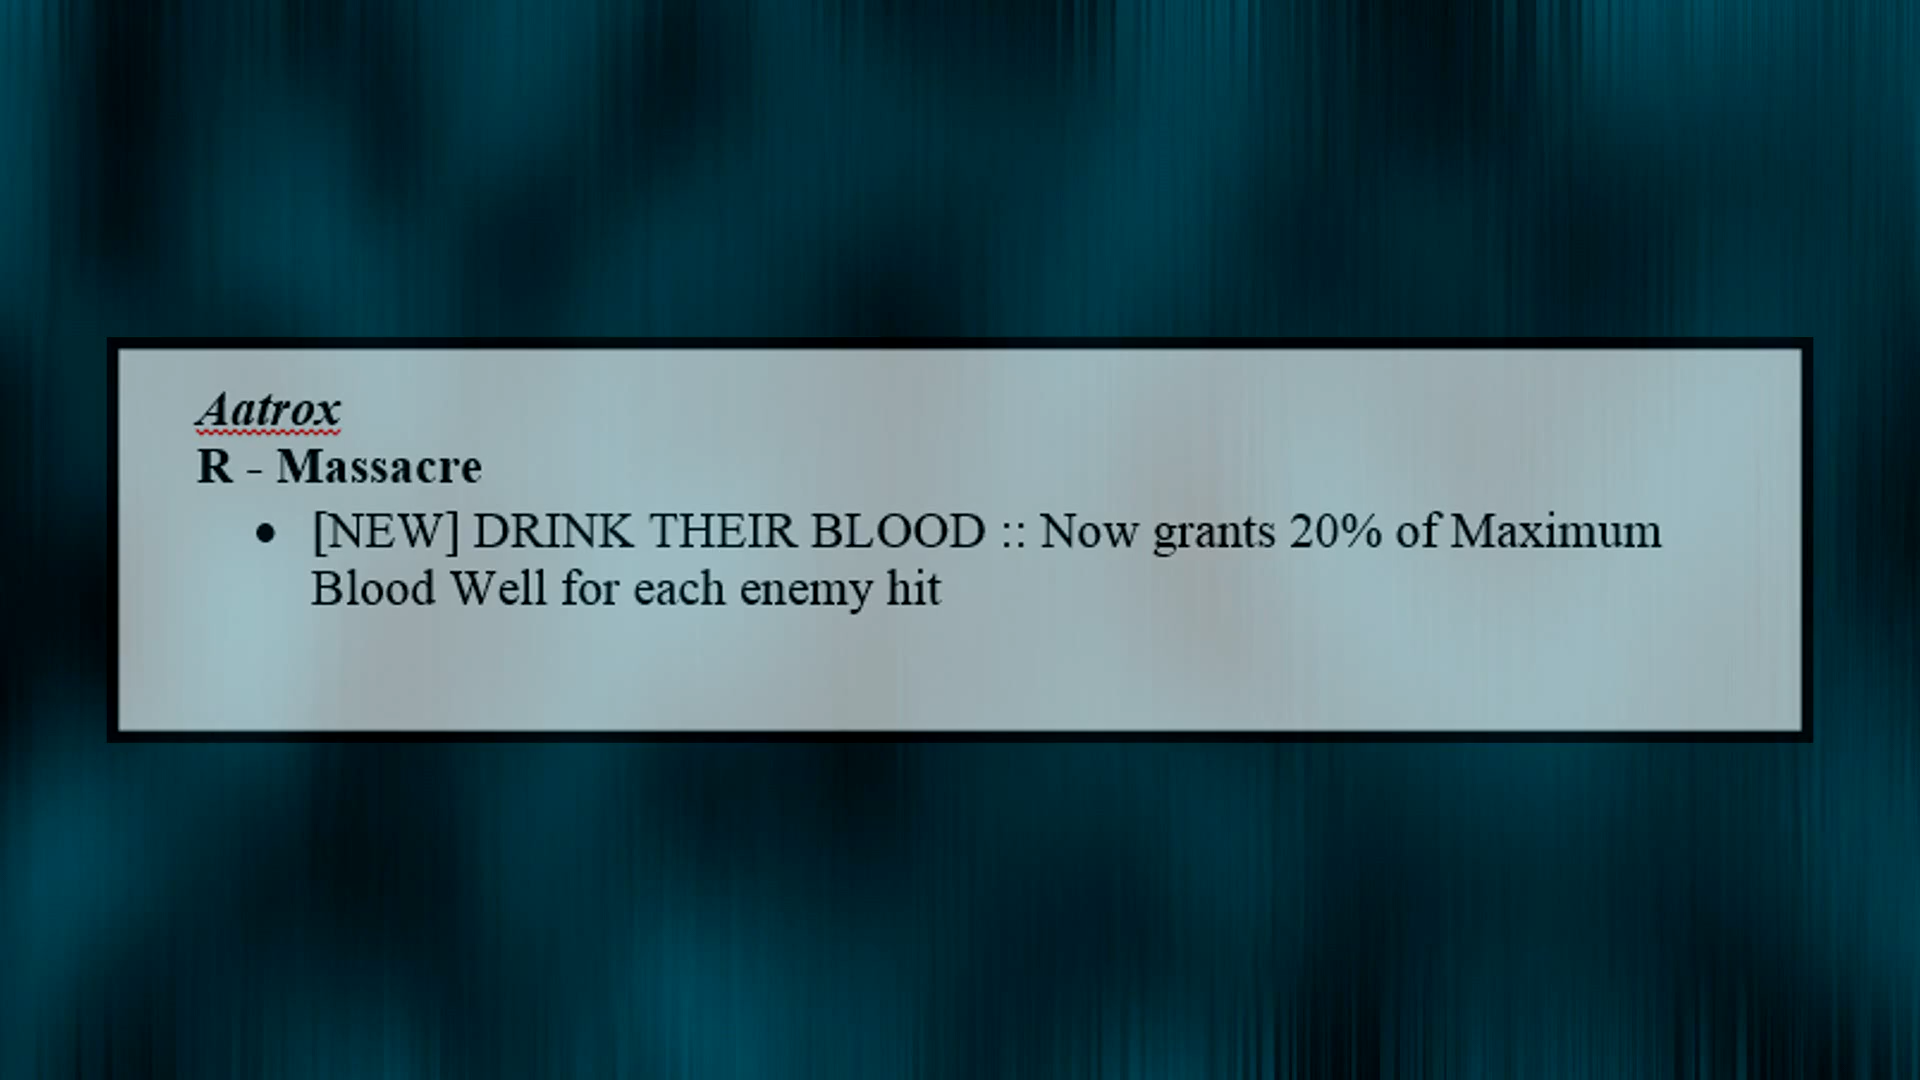 Aatrox
R - Massacre
• [NEW] DRINK THEIR BLOOD :: Now grants 20% of Maximum
Blood Well for each enemy hit